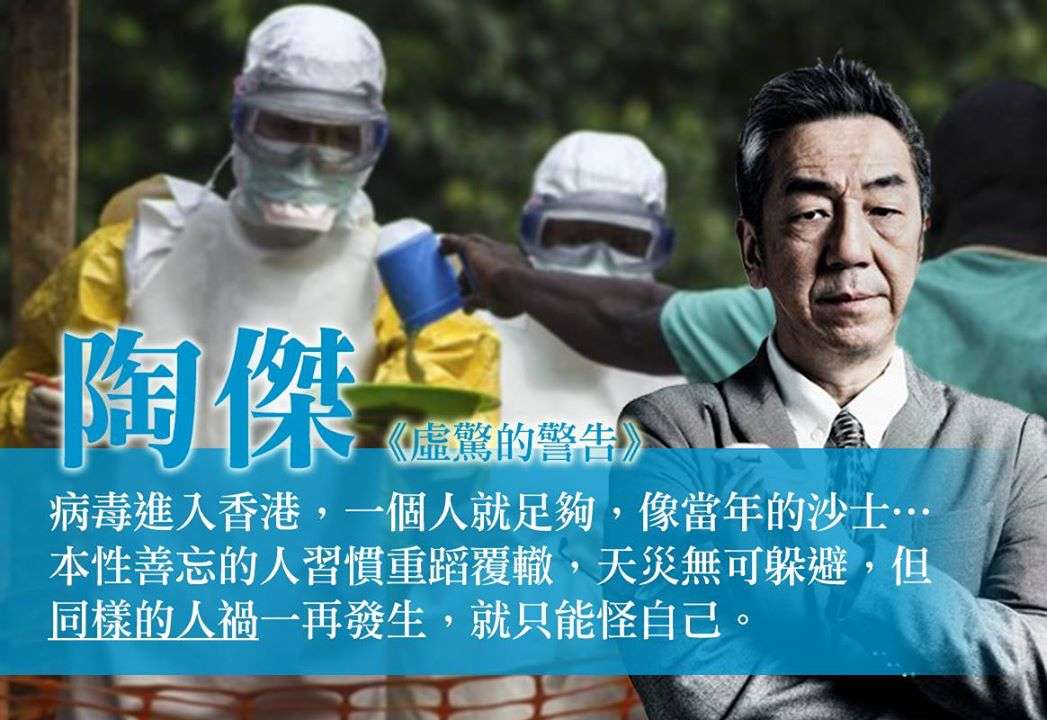 陶傑
《虛驚的警告》
病毒進入香港，一個人就足夠，像當年的沙士…
本性善忘的人習慣重蹈覆轍，天災無可躲避，但
同樣的人禍一再發生，就只能怪自己。